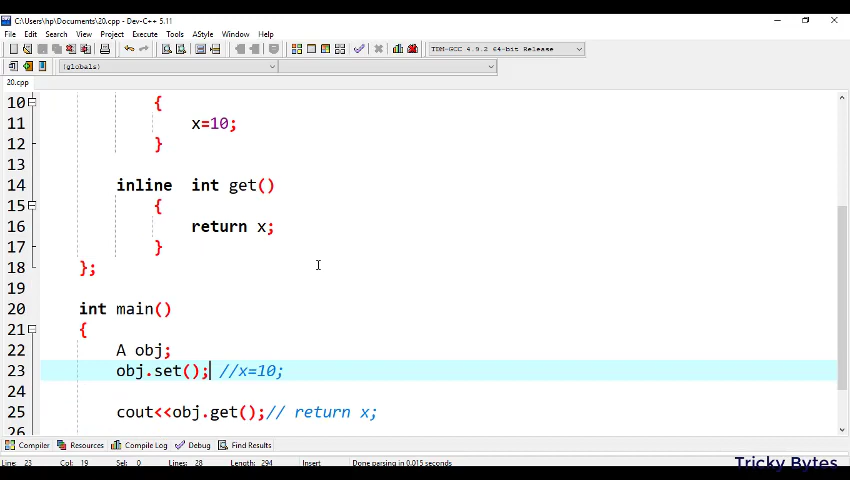 C:\Users\hp\Documents\20.cpp - Dev-C++ 5.11
File Edit Search View Project Execute Tools AStyle Window Help
TDM-GCC 4.9.2 64-bit Release
(globals)
20.cpp
10 {
11 x=10;
12 }
13
14 inline int get()
15 {
16 return x;
17 }
18 };
19
20 int main()
21 {
22 A obj;
23 obj.set(); //x=10;
24
25 cout<<obj.get();// return x;
26
Compiler Resources Compile Log Debug Find Results
Line: 23 Col: 19 Sel: 0 Lines: 28 Length: 294 Insert Done parsing in 0.015 seconds
Tricky Bytes